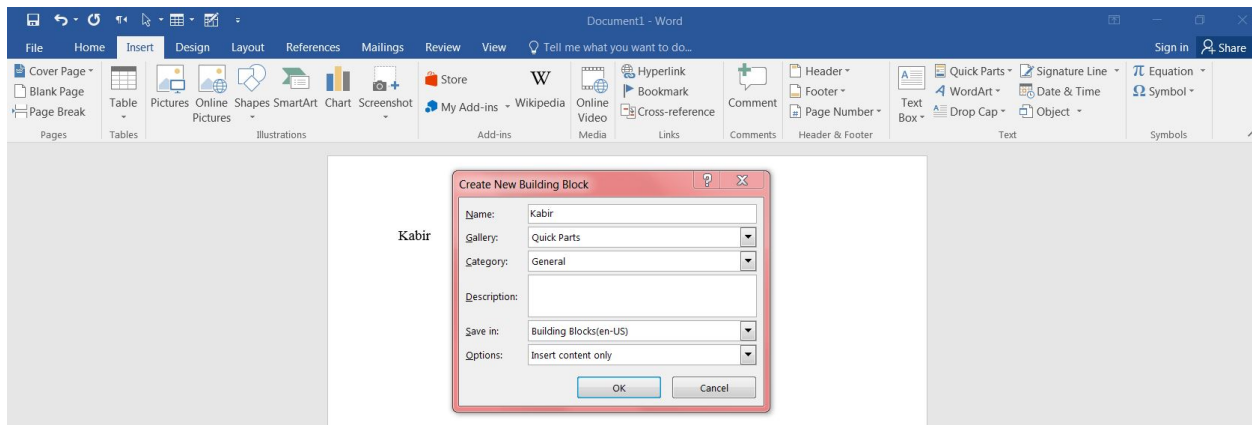 Document1 - Word
File Home Insert Design Layout References Mailings Review View Tell me what you want to do... Sign in Share
Cover Page
Blank Page
Page Break
Pages
Table
Tables
Pictures Online Pictures Shapes SmartArt Chart Screenshot
Illustrations
Store
My Add-ins Wikipedia
Add-ins
Online Video
Media
Hyperlink
Bookmark
Cross-reference
Links
Comment
Comments
Header
Footer
Page Number
Header & Footer
Text Box
Quick Parts Signature Line
WordArt Date & Time
Drop Cap Object
Text
π Equation
Ω Symbol
Symbols
Kabir
Create New Building Block
Name: Kabir
Gallery: Quick Parts
Category: General
Description:
Save in: Building Blocks(en-US)
Options: Insert content only
OK Cancel